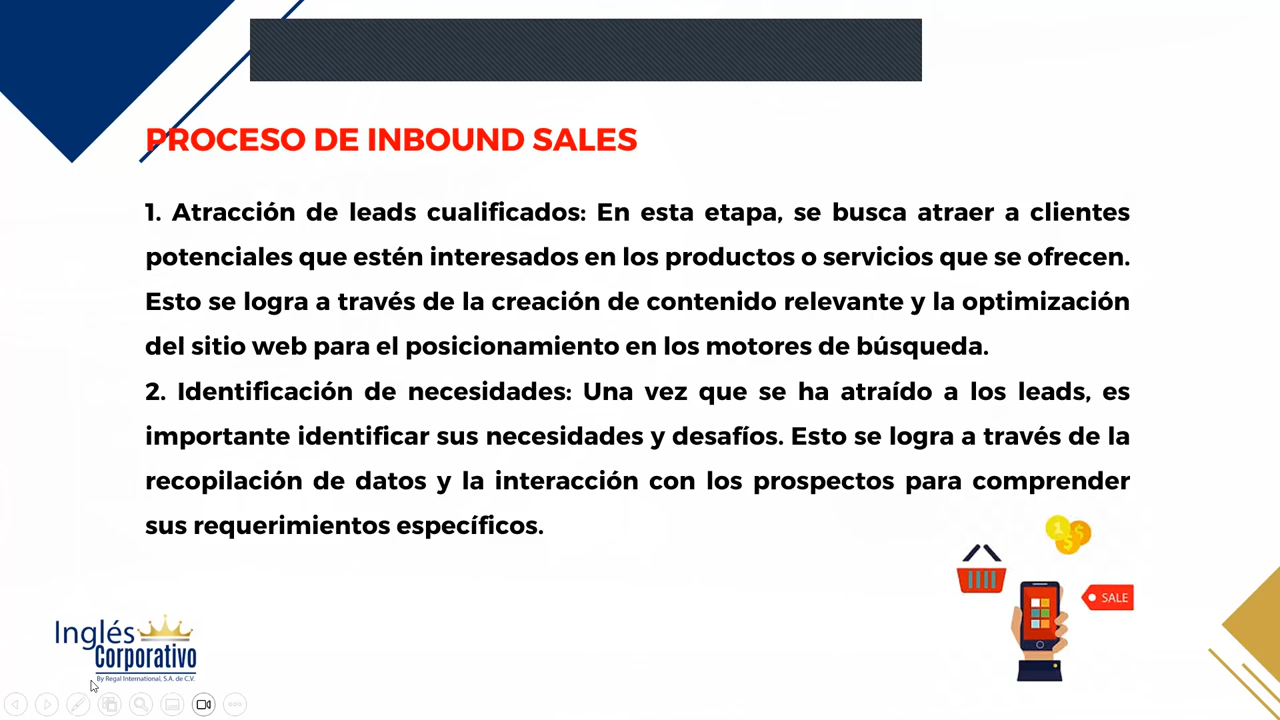 PROCESO DE INBOUND SALES
1. Atracción de leads cualificados: En esta etapa, se busca atraer a clientes
potenciales que estén interesados en los productos o servicios que se ofrecen.
Esto se logra a través de la creación de contenido relevante y la optimización
del sitio web para el posicionamiento en los motores de búsqueda.
2. Identificación de necesidades: Una vez que se ha atraído a los leads, es
importante identificar sus necesidades y desafíos. Esto se logra a través de la
recopilación de datos y la interacción con los prospectos para comprender
sus requerimientos específicos.
1 $
$
SALE
Inglés
Corporativo
By Regal International, S.A. de C.V.